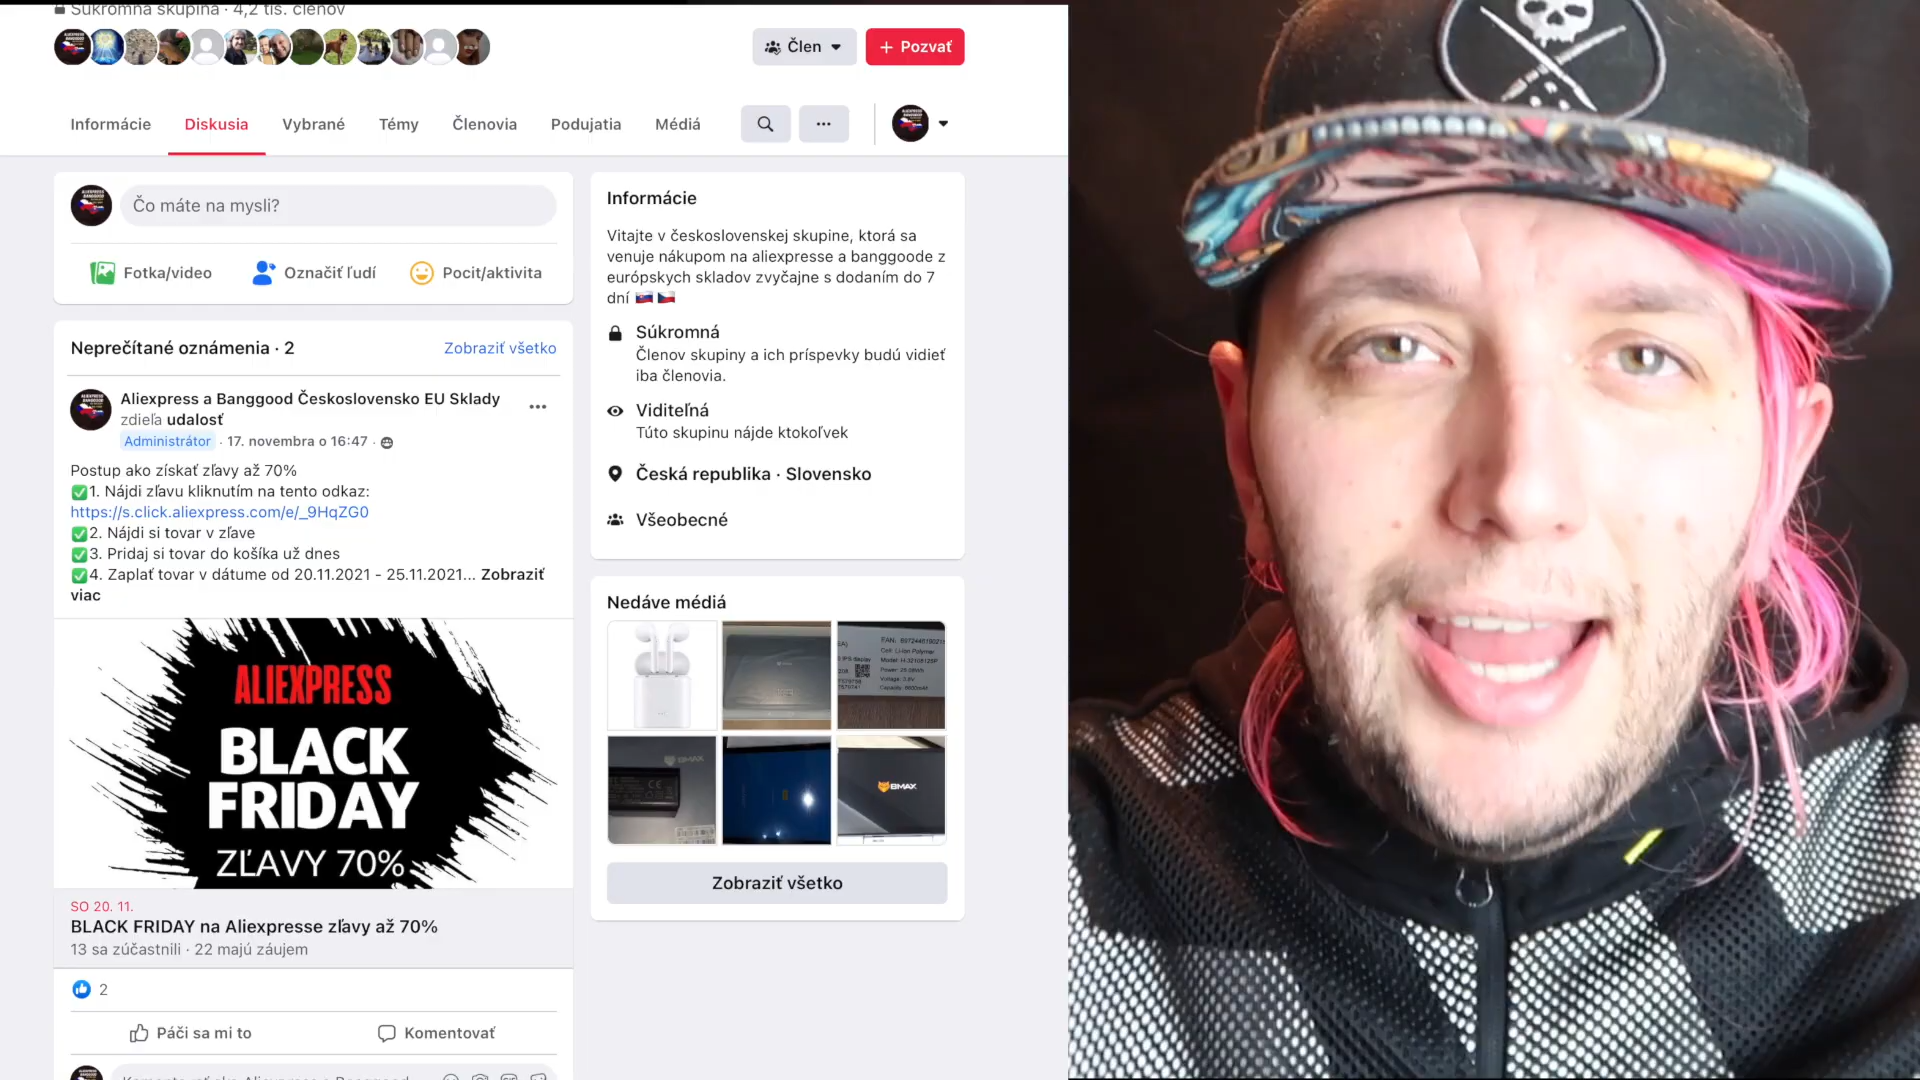 Súkromná skupina · 4,2 tis. členov
Člen
+ Pozvať
Informácie
Diskusia
Vybrané
Témy
Členovia
Podujatia
Médiá
Čo máte na mysli?
Fotka/video
Označiť ľudí
Pocit/aktivita
Neprečítané oznámenia · 2
Zobraziť všetko
Aliexpress a Banggood Československo EU Sklady
zdieľa udalosť
Administrátor · 17. novembra o 16:47 ·
Postup ako získať zľavy až 70%
✅1. Nájdi zľavu kliknutím na tento odkaz:
https://s.click.aliexpress.com/e/_9HqZG0
✅2. Nájdi si tovar v zľave
✅3. Pridaj si tovar do košíka už dnes
✅4. Zaplať tovar v dátume od 20.11.2021 - 25.11.2021... Zobraziť
viac
ALIEXPRESS
BLACK
FRIDAY
ZĽAVY 70%
SO 20. 11.
BLACK FRIDAY na Aliexpresse zľavy až 70%
13 sa zúčastnili · 22 majú záujem
2
Páči sa mi to
Komentovať
Informácie
Vitajte v československej skupine, ktorá sa
venuje nákupom na aliexpresse a banggoode z
európskych skladov zvyčajne s dodaním do 7
dní
Súkromná
Členov skupiny a ich príspevky budú vidieť
iba členovia.
Viditeľná
Túto skupinu nájde ktokoľvek
Česká republika · Slovensko
Všeobecné
Nedáve médiá
BMAX
BMAX
Zobraziť všetko